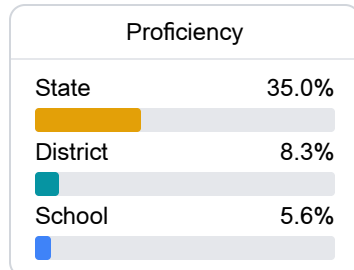 Proficiency
State 35.0%
District 8.3%
School 5.6%